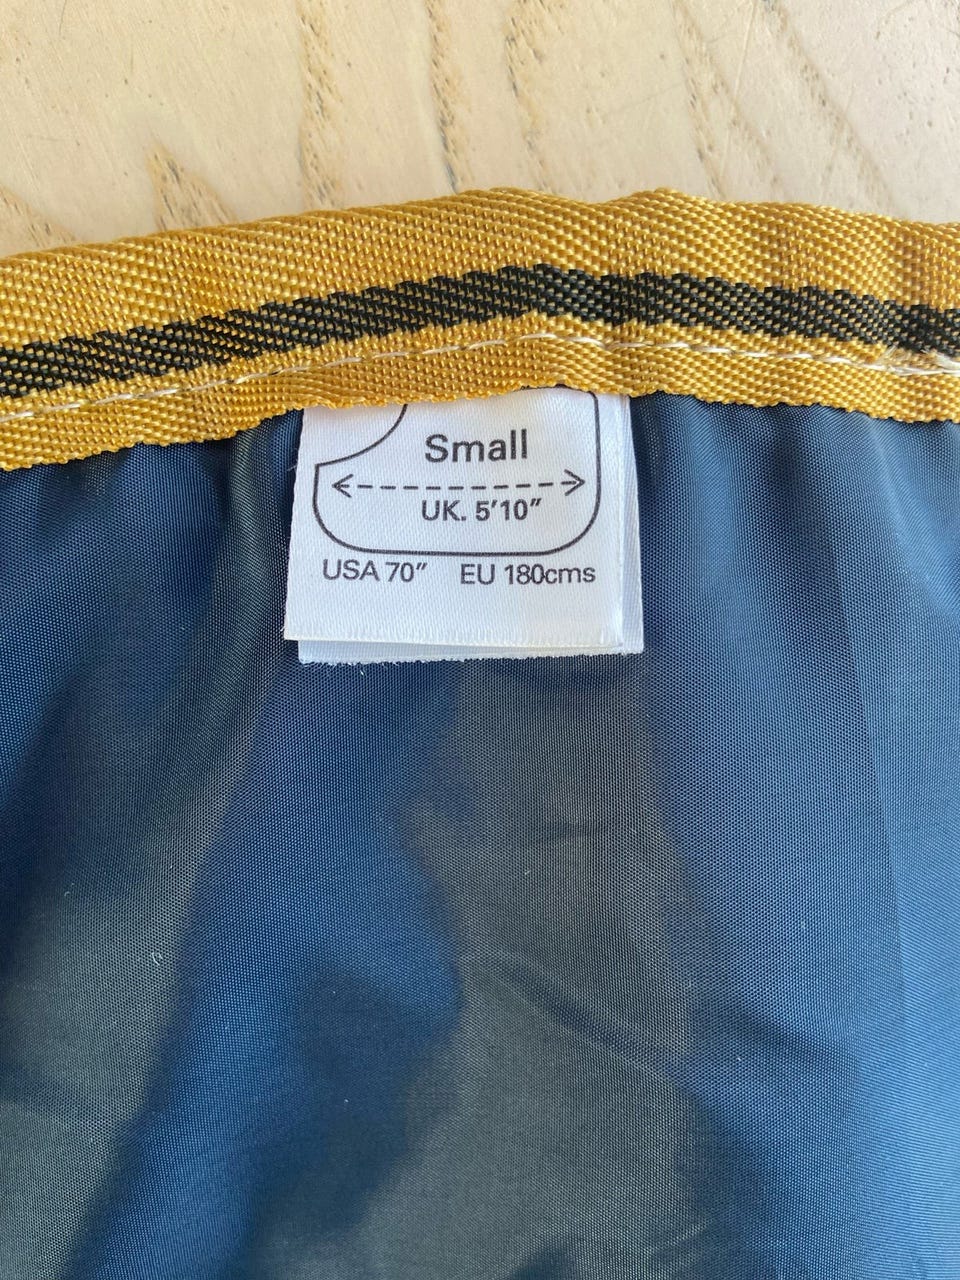 Small
UK. 5'10"
USA 70" EU 180cms